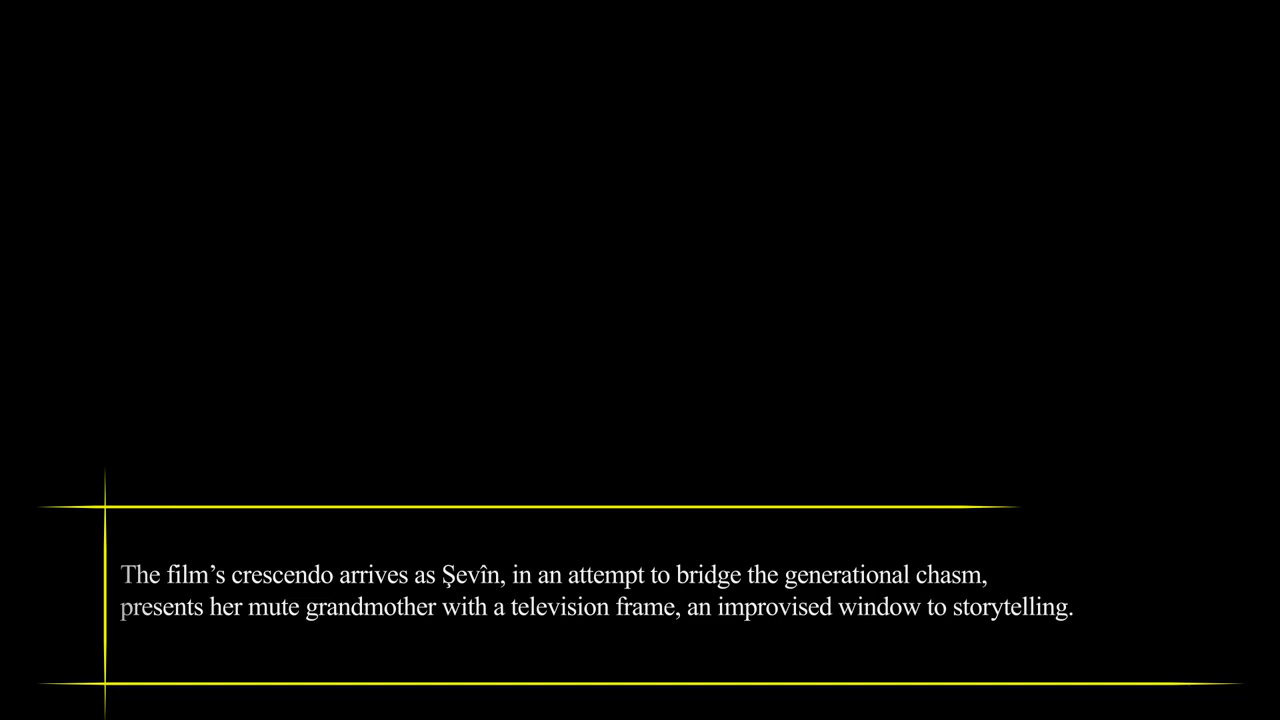 The film’s crescendo arrives as Şevîn, in an attempt to bridge the generational chasm,
presents her mute grandmother with a television frame, an improvised window to storytelling.